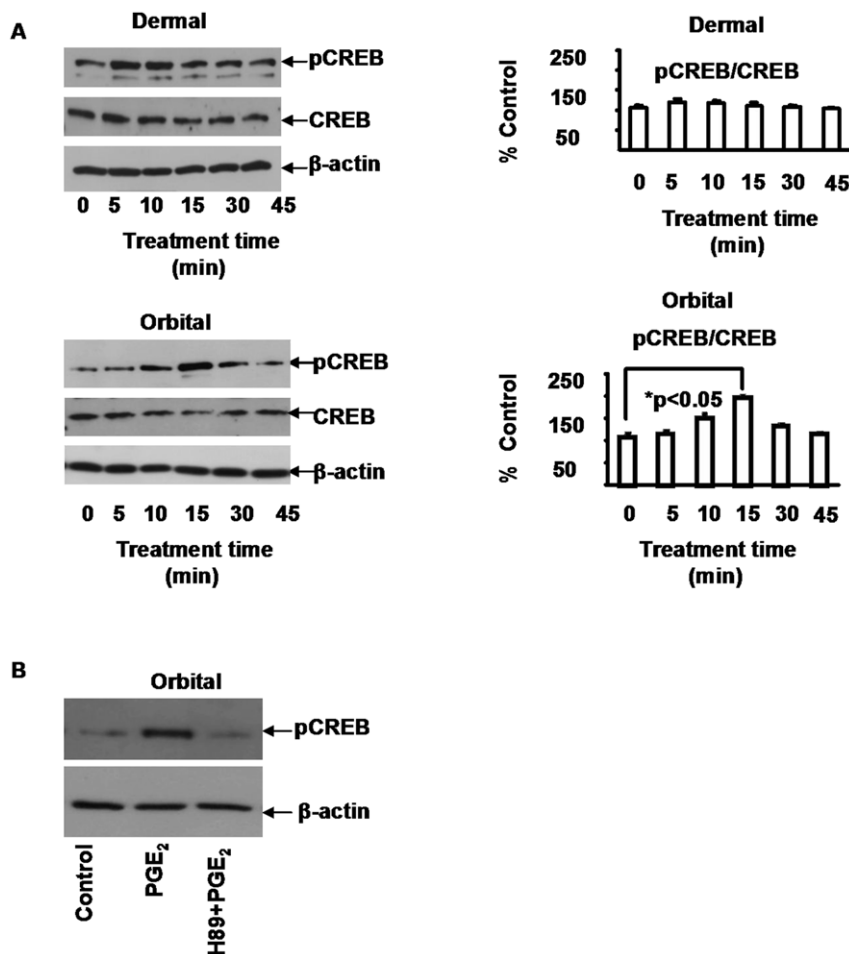 A
Dermal
pCREB
CREB
β-actin
0 5 10 15 30 45
Treatment time
(min)
Dermal
pCREB/CREB
% Control
250
150
50
0 5 10 15 30 45
Treatment time
(min)
Orbital
pCREB
CREB
β-actin
0 5 10 15 30 45
Treatment time
(min)
Orbital
pCREB/CREB
% Control
250
*p<0.05
150
50
0 5 10 15 30 45
Treatment time
(min)
B
Orbital
pCREB
β-actin
Control
PGE₂
H89+PGE₂